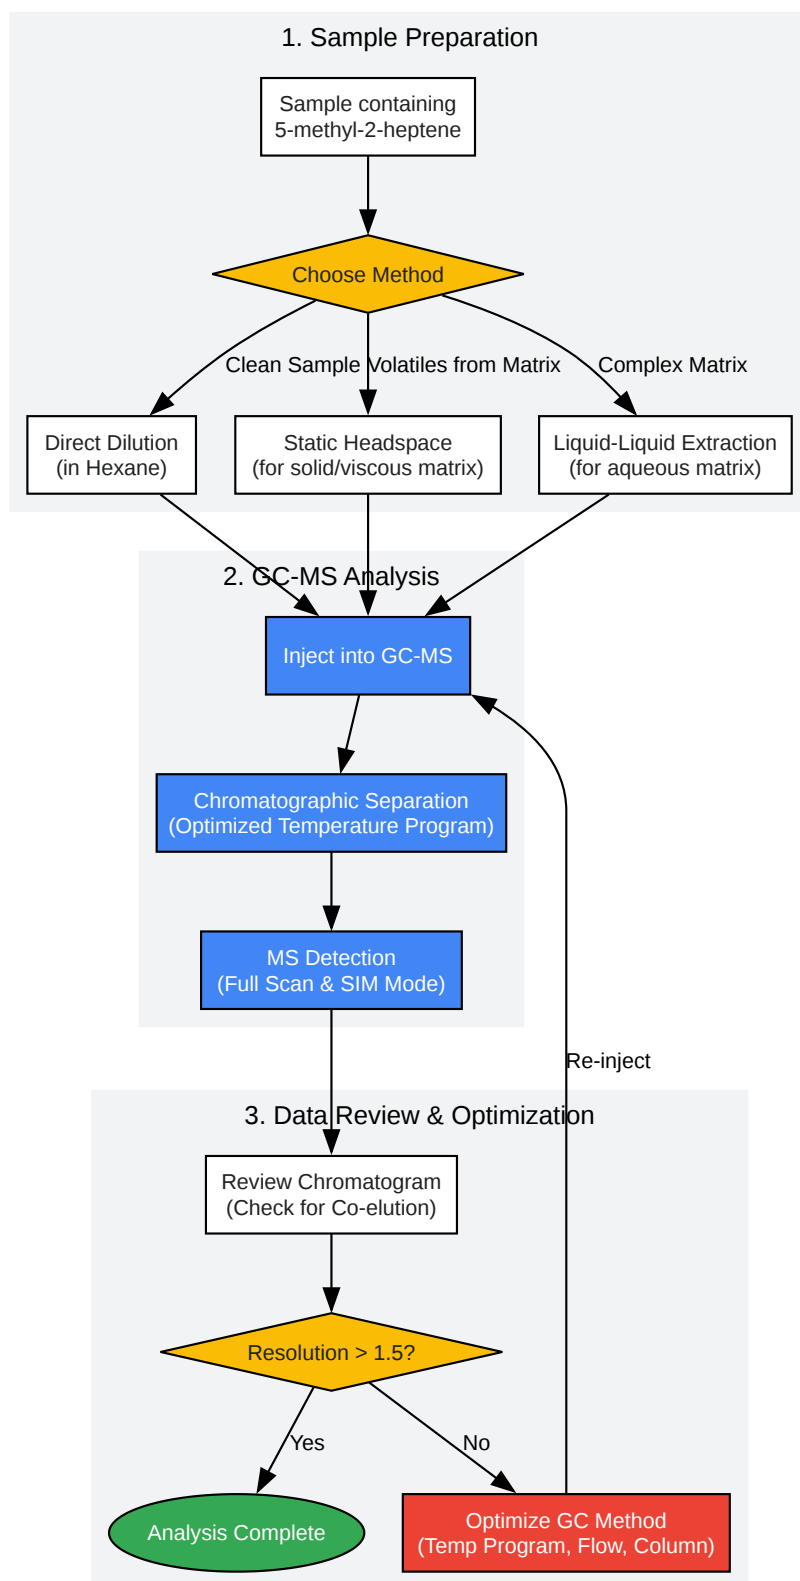 1. Sample Preparation
Sample containing
5-methyl-2-heptene
Choose Method
Clean Sample
Volatiles from Matrix
Complex Matrix
Direct Dilution
(in Hexane)
Static Headspace
(for solid/viscous matrix)
Liquid-Liquid Extraction
(for aqueous matrix)
2. GC-MS Analysis
Inject into GC-MS
Chromatographic Separation
(Optimized Temperature Program)
MS Detection
(Full Scan & SIM Mode)
Re-inject
3. Data Review & Optimization
Review Chromatogram
(Check for Co-elution)
Resolution > 1.5?
Yes
No
Analysis Complete
Optimize GC Method
(Temp Program, Flow, Column)